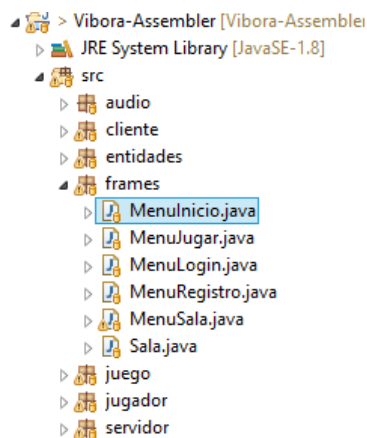 > Vibora-Assembler [Vibora-Assembler
JRE System Library [JavaSE-1.8]
src
audio
cliente
entidades
frames
MenuInicio.java
MenuJugar.java
MenuLogin.java
MenuRegistro.java
MenuSala.java
Sala.java
juego
jugador
servidor